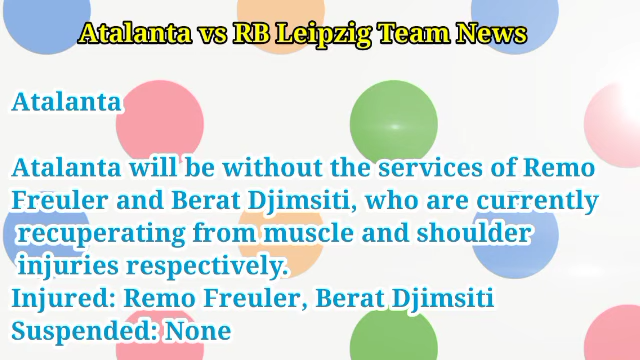 Atalanta vs RB Leipzig Team News
Atalanta
Atalanta will be without the services of Remo
Freuler and Berat Djimsiti, who are currently
recuperating from muscle and shoulder
injuries respectively.
Injured: Remo Freuler, Berat Djimsiti
Suspended: None